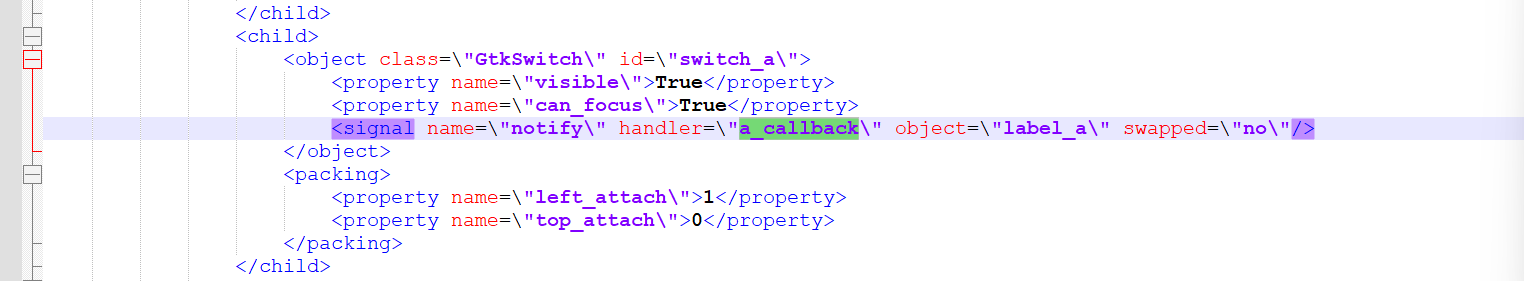 </child>
<child>
<object class=\"GtkSwitch\" id=\"switch_a\">
<property name=\"visible\">True</property>
<property name=\"can_focus\">True</property>
<signal name=\"notify\" handler=\"a_callback\" object=\"label_a\" swapped=\"no\"/>
</object>
<packing>
<property name=\"left_attach\">1</property>
<property name=\"top_attach\">0</property>
</packing>
</child>